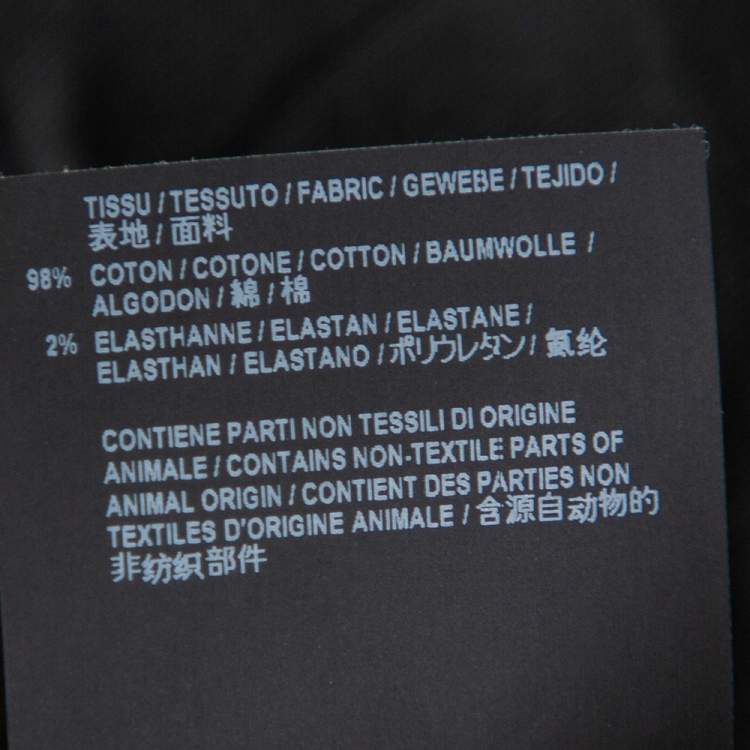 TISSU / TESSUTO / FABRIC / GEWEBE / TEJIDO /
表地 / 面料
98% COTON / COTONE / COTTON / BAUMWOLLE /
ALGODON / 綿 / 棉
2% ELASTHANNE / ELASTAN / ELASTANE /
ELASTHAN / ELASTANO / ポリウレタン / 氨纶
CONTIENE PARTI NON TESSILI DI ORIGINE
ANIMALE / CONTAINS NON-TEXTILE PARTS OF
ANIMAL ORIGIN / CONTIENT DES PARTIES NON
TEXTILES D'ORIGINE ANIMALE / 含源自动物的
非纺织部件